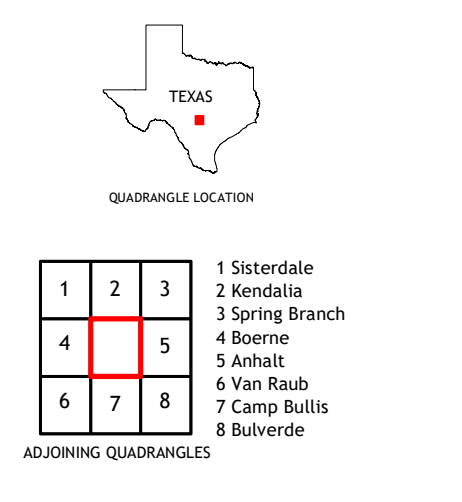 TEXAS
QUADRANGLE LOCATION
1 2 3
4 5
6 7 8
ADJOINING QUADRANGLES
1 Sisterdale
2 Kendalia
3 Spring Branch
4 Boerne
5 Anhalt
6 Van Raub
7 Camp Bullis
8 Bulverde